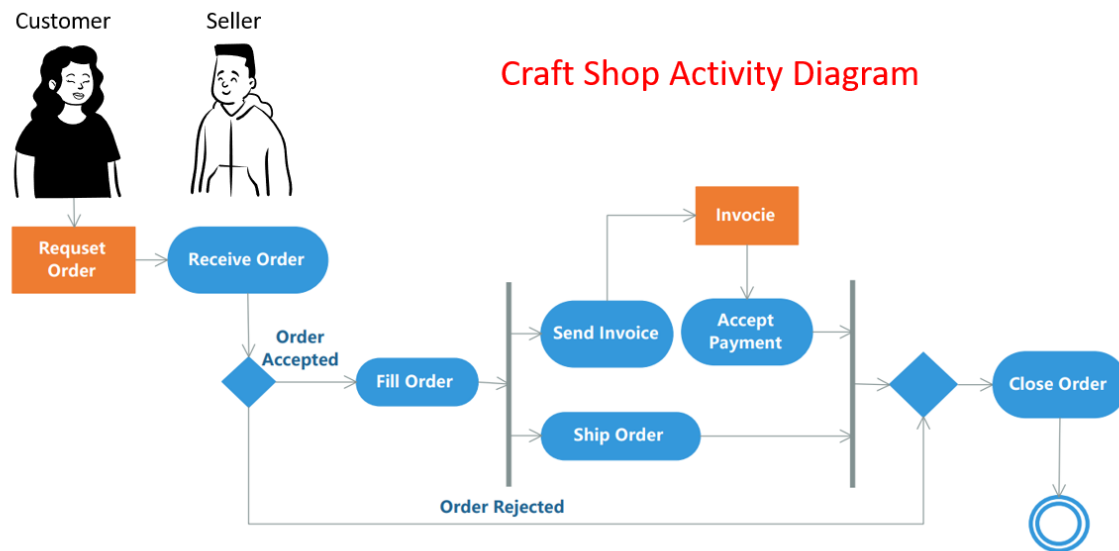 Customer
Seller
Craft Shop Activity Diagram
Requset
Order
Receive Order
Invocie
Order
Accepted
Fill Order
Send Invoice
Accept
Payment
Ship Order
Close Order
Order Rejected